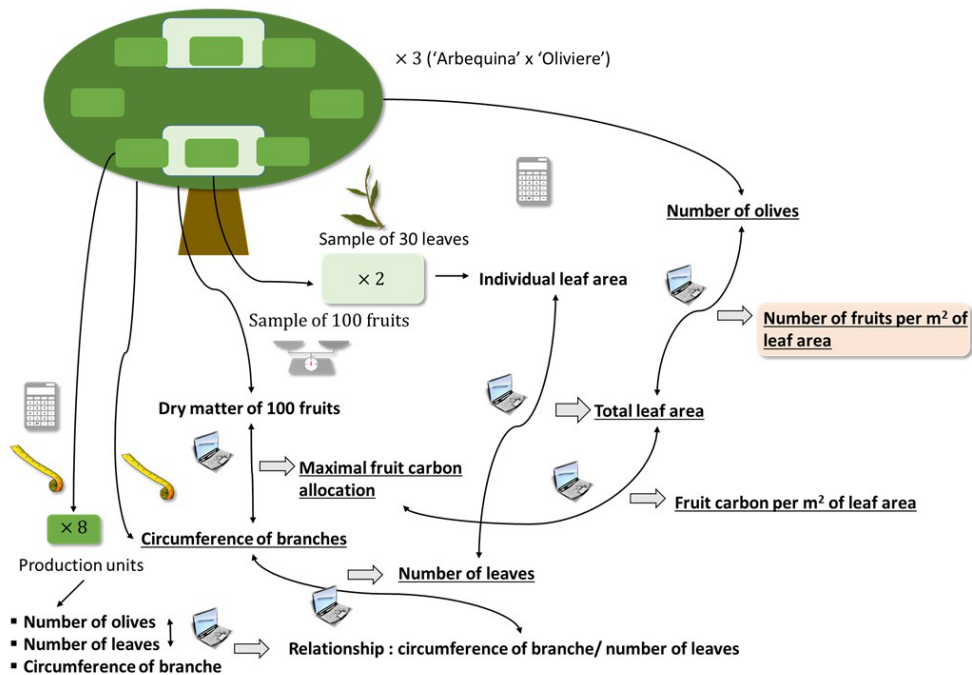 × 3 (‘Arbequina’ x ‘Oliviere’)
Number of olives
Sample of 30 leaves
× 2
Individual leaf area
Sample of 100 fruits
Number of fruits per m² of
leaf area
Dry matter of 100 fruits
Total leaf area
Maximal fruit carbon
allocation
Fruit carbon per m² of leaf area
× 8
Circumference of branches
Production units
Number of leaves
▪ Number of olives
▪ Number of leaves
▪ Circumference of branche
Relationship : circumference of branche/ number of leaves